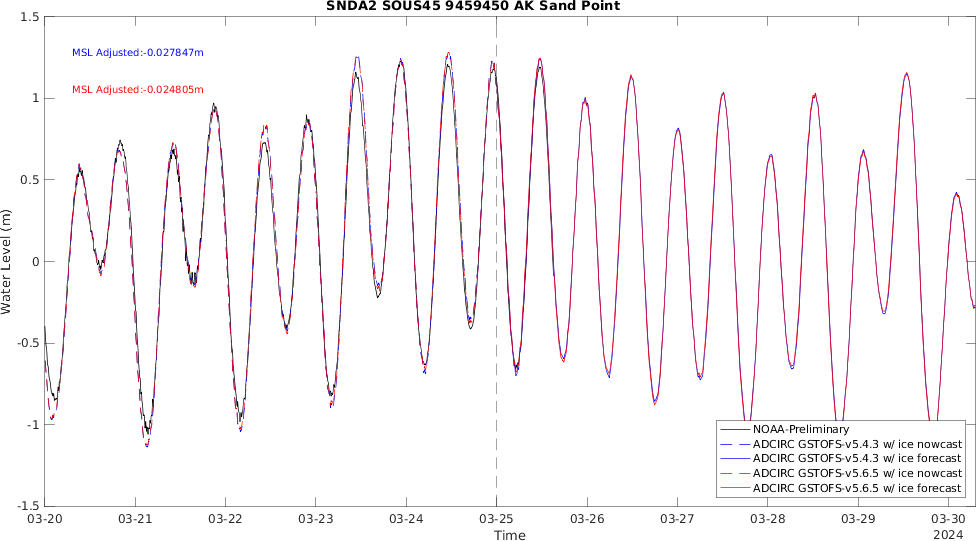 SNDA2 SOUS45 9459450 AK Sand Point
MSL Adjusted:-0.027847m
MSL Adjusted:-0.024805m
Water Level (m)
1.5
1
0.5
0
-0.5
-1
-1.5
NOAA-Preliminary
ADCIRC GSTOFS-v5.4.3 w/ ice nowcast
ADCIRC GSTOFS-v5.4.3 w/ ice forecast
ADCIRC GSTOFS-v5.6.5 w/ ice nowcast
ADCIRC GSTOFS-v5.6.5 w/ ice forecast
03-20 03-21 03-22 03-23 03-24 03-25 03-26 03-27 03-28 03-29 03-30
Time
2024